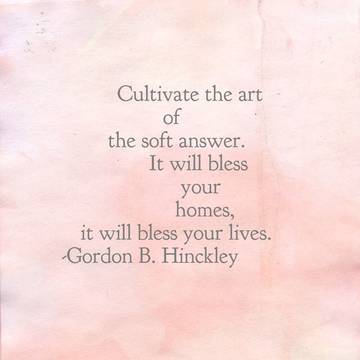 Cultivate the art
of
the soft answer.
It will bless
your
homes,
it will bless your lives.
-Gordon B. Hinckley